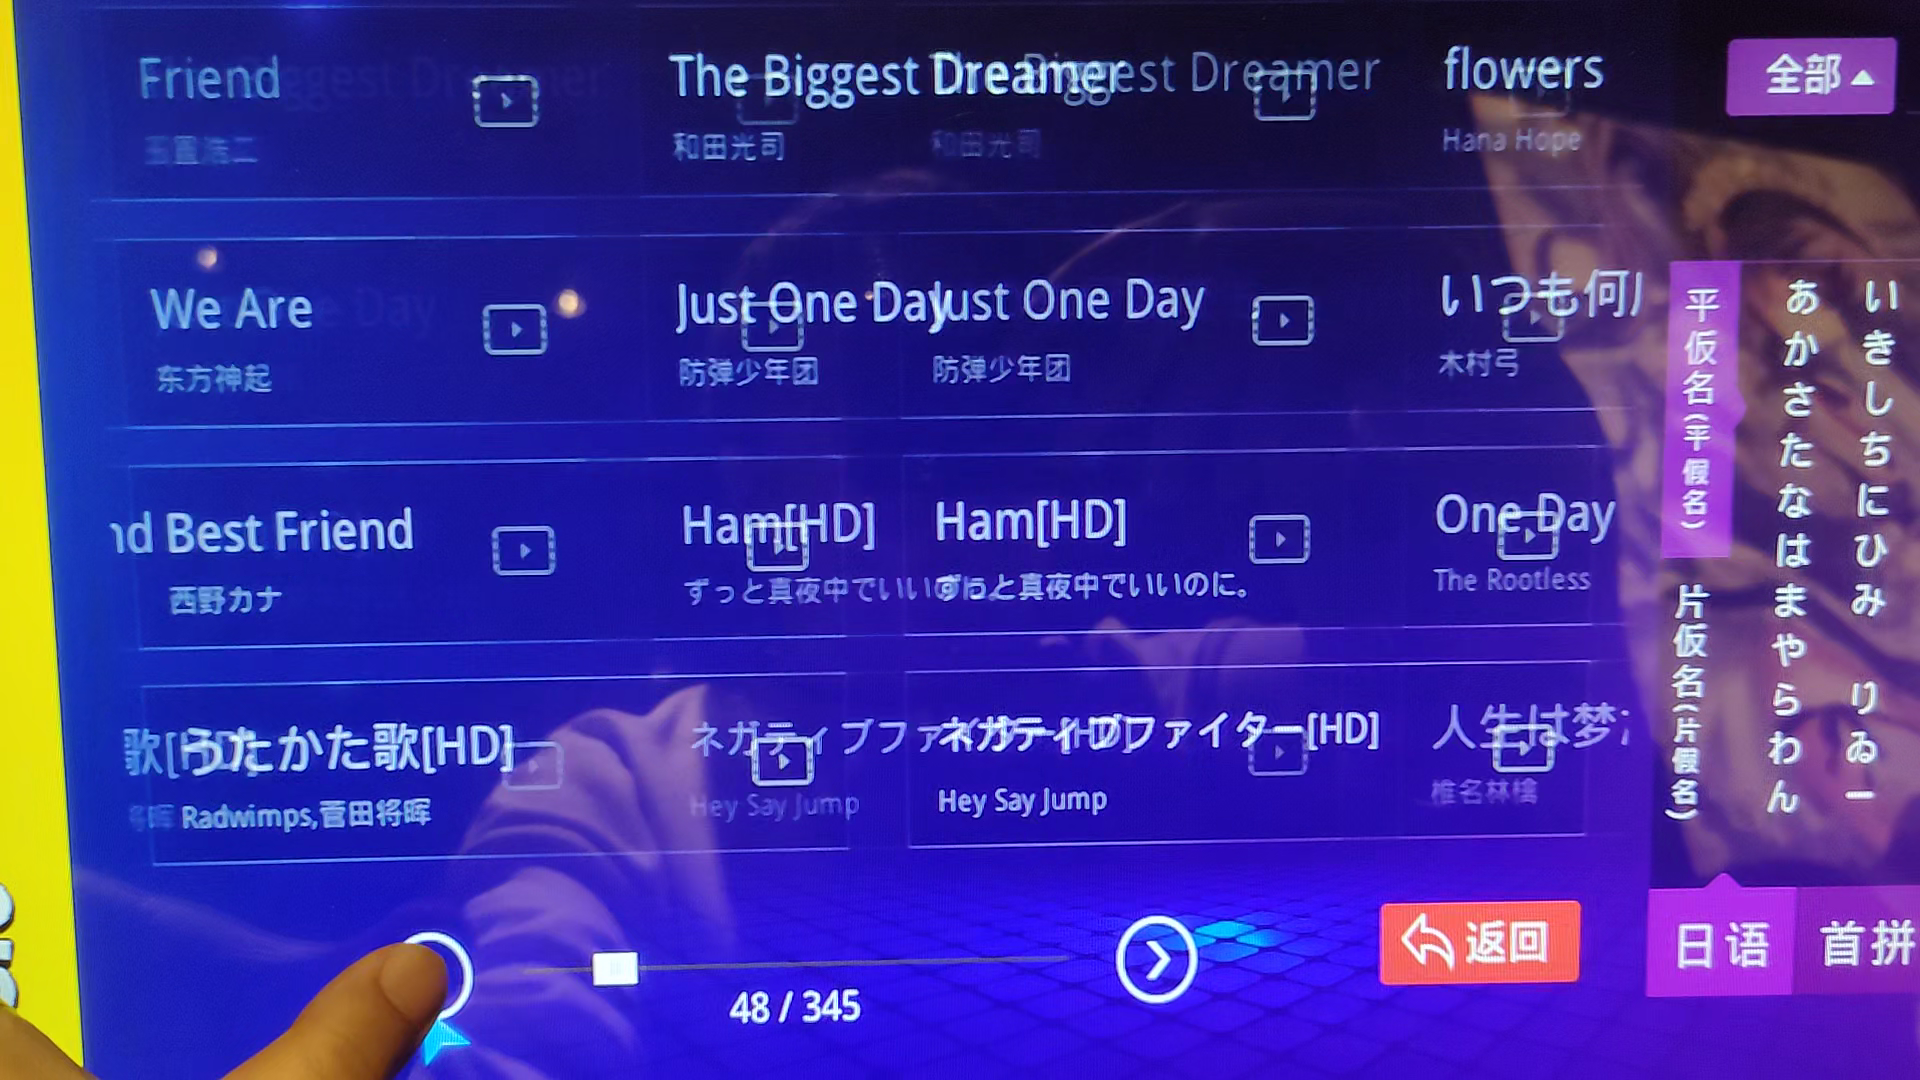 Friend
The Biggest Dreamer
The Biggest Dreamer
flowers
全部
玉置浩二
和田光司
和田光司
Hana Hope
We Are
Just One Day
Just One Day
いつも何
东方神起
防弹少年团
防弹少年团
木村弓
nd Best Friend
Ham[HD]
Ham[HD]
One Day
西野カナ
ずっと真夜中でいいのに。
ずっと真夜中でいいのに。
The Rootless
歌[HD]
うたかた歌[HD]
ネガティブファイター[HD]
ネガティブファイター[HD]
人生は梦
将晖
Radwimps,菅田将晖
Hey Say Jump
Hey Say Jump
椎名林檎
48 / 345
返回
平仮名(平假名)
片仮名(片假名)
あかさたなはまやらわん
いきしちにひみ りゐー
日语
首拼